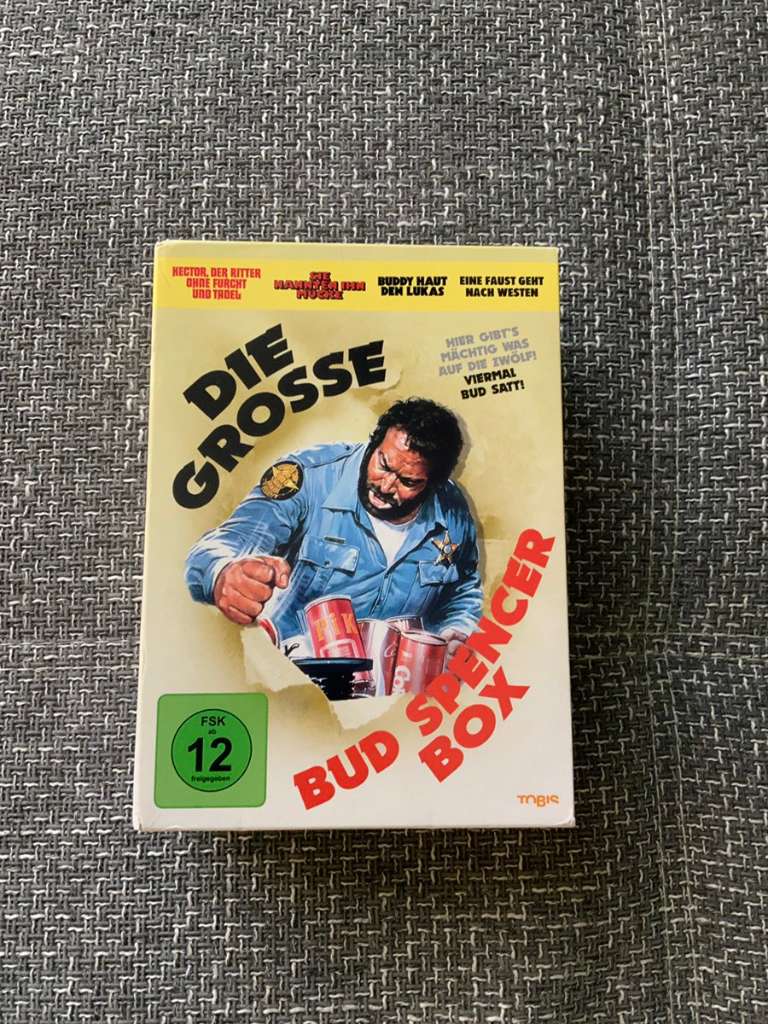 HECTOR, DER RITTER
OHNE FURCHT
UND TADEL
SIE
NANNTEN IHN
MÜCKE
BUDDY HAUT
DEN LUKAS
EINE FAUST GEHT
NACH WESTEN
DIE
GROSSE
HIER GIBT'S
MÄCHTIG WAS
AUF DIE ZWÖLF!
VIERMAL
BUD SATT!
BUD SPENCER
BOX
FSK
ab
12
freigegeben
TOBIS